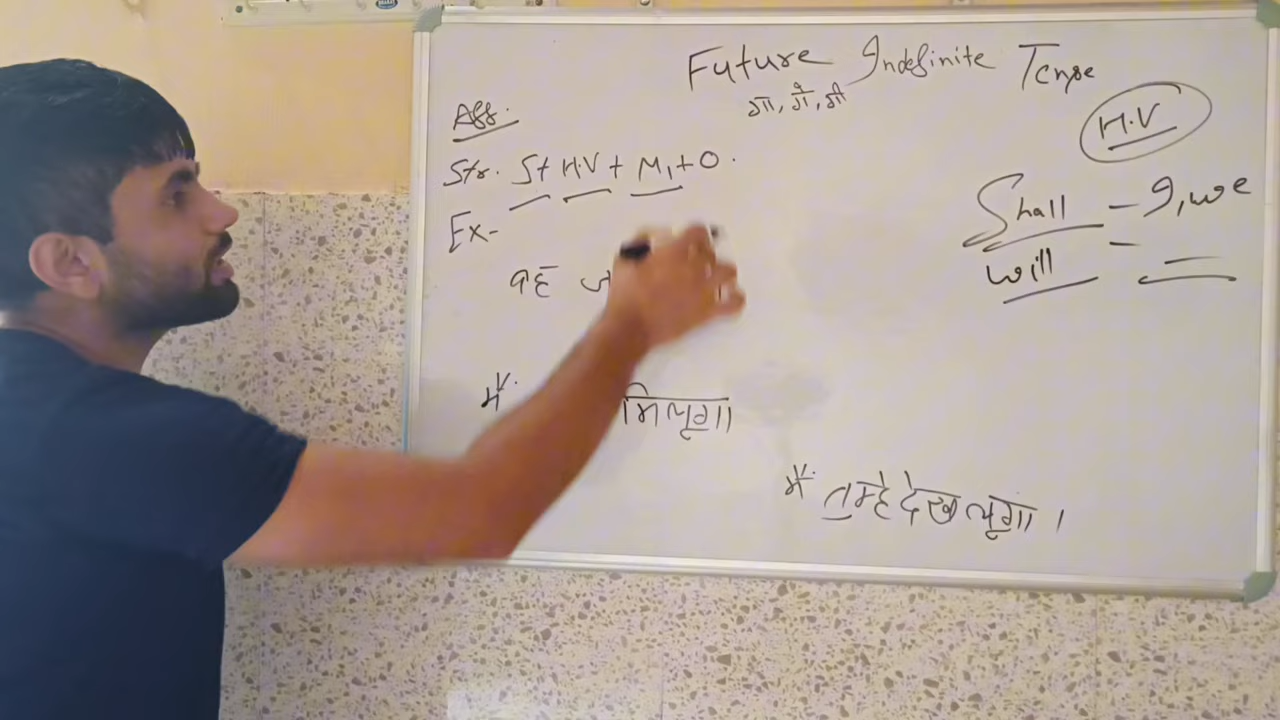 Future Indefinite Tense
गा, गे, गी
Aff.
H.V
Str. S+ H.V + M₁ + O.
Shall - I, we
Ex-
will - =
वह
मैं
मिलूगा
मैं तुम्हे देख लूगा ।